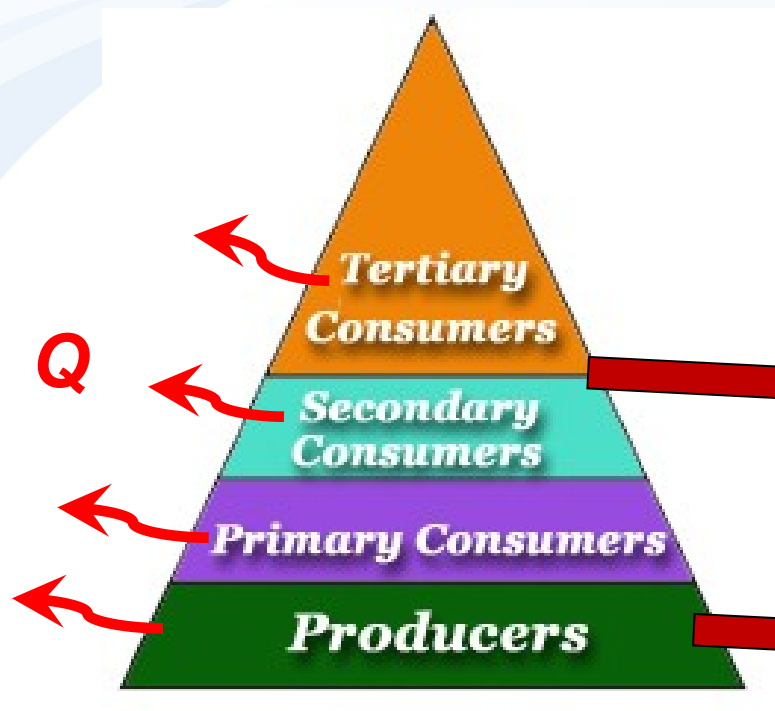 Tertiary
Consumers
Q
Secondary
Consumers
Primary Consumers
Producers